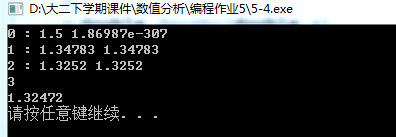 D:\大二下学期课件\数值分析\编程作业5\5-4.exe
0 : 1.5 1.86987e-307
1 : 1.34783 1.34783
2 : 1.3252 1.3252
3
1.32472
请按任意键继续. . .